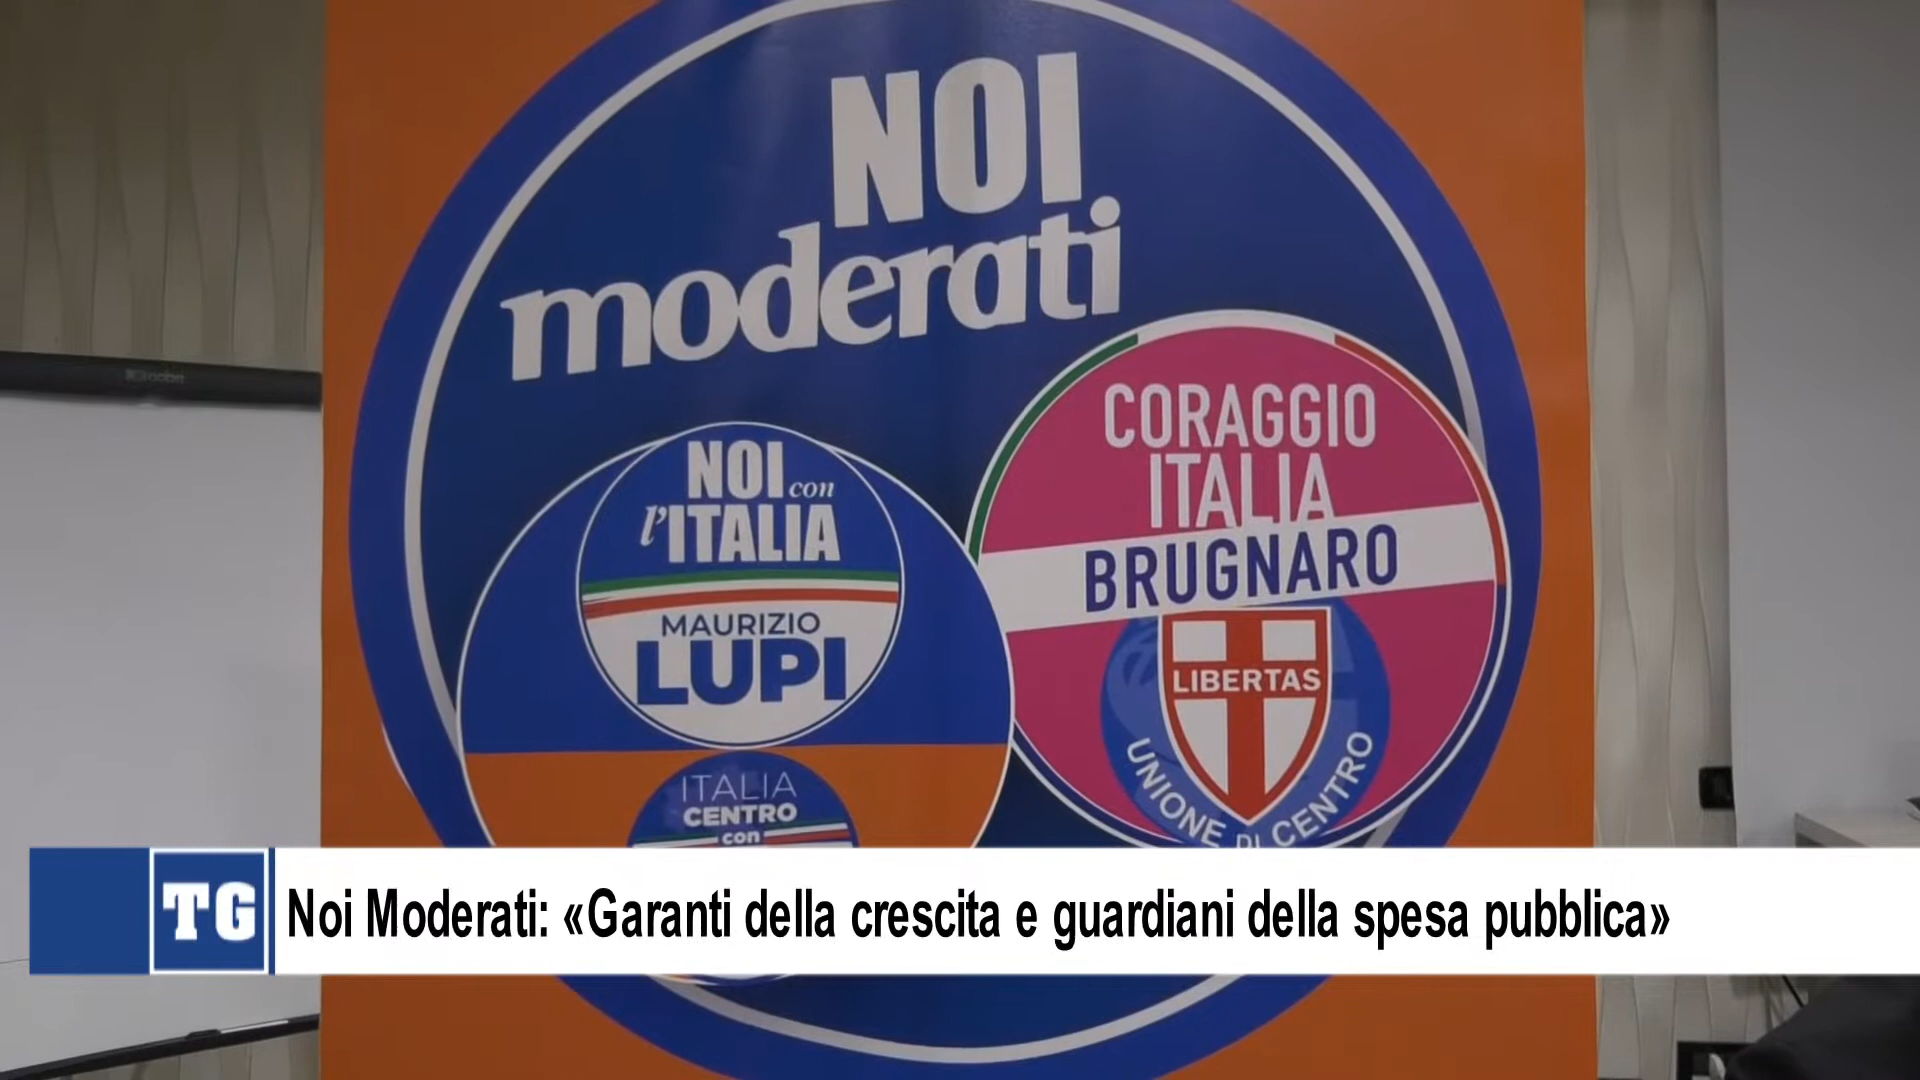 NOI
moderati
NOI con
l'ITALIA
MAURIZIO
LUPI
ITALIA
CENTRO
con
CORAGGIO
ITALIA
BRUGNARO
LIBERTAS
UNIONE DI CENTRO
TG
Noi Moderati: «Garanti della crescita e guardiani della spesa pubblica»